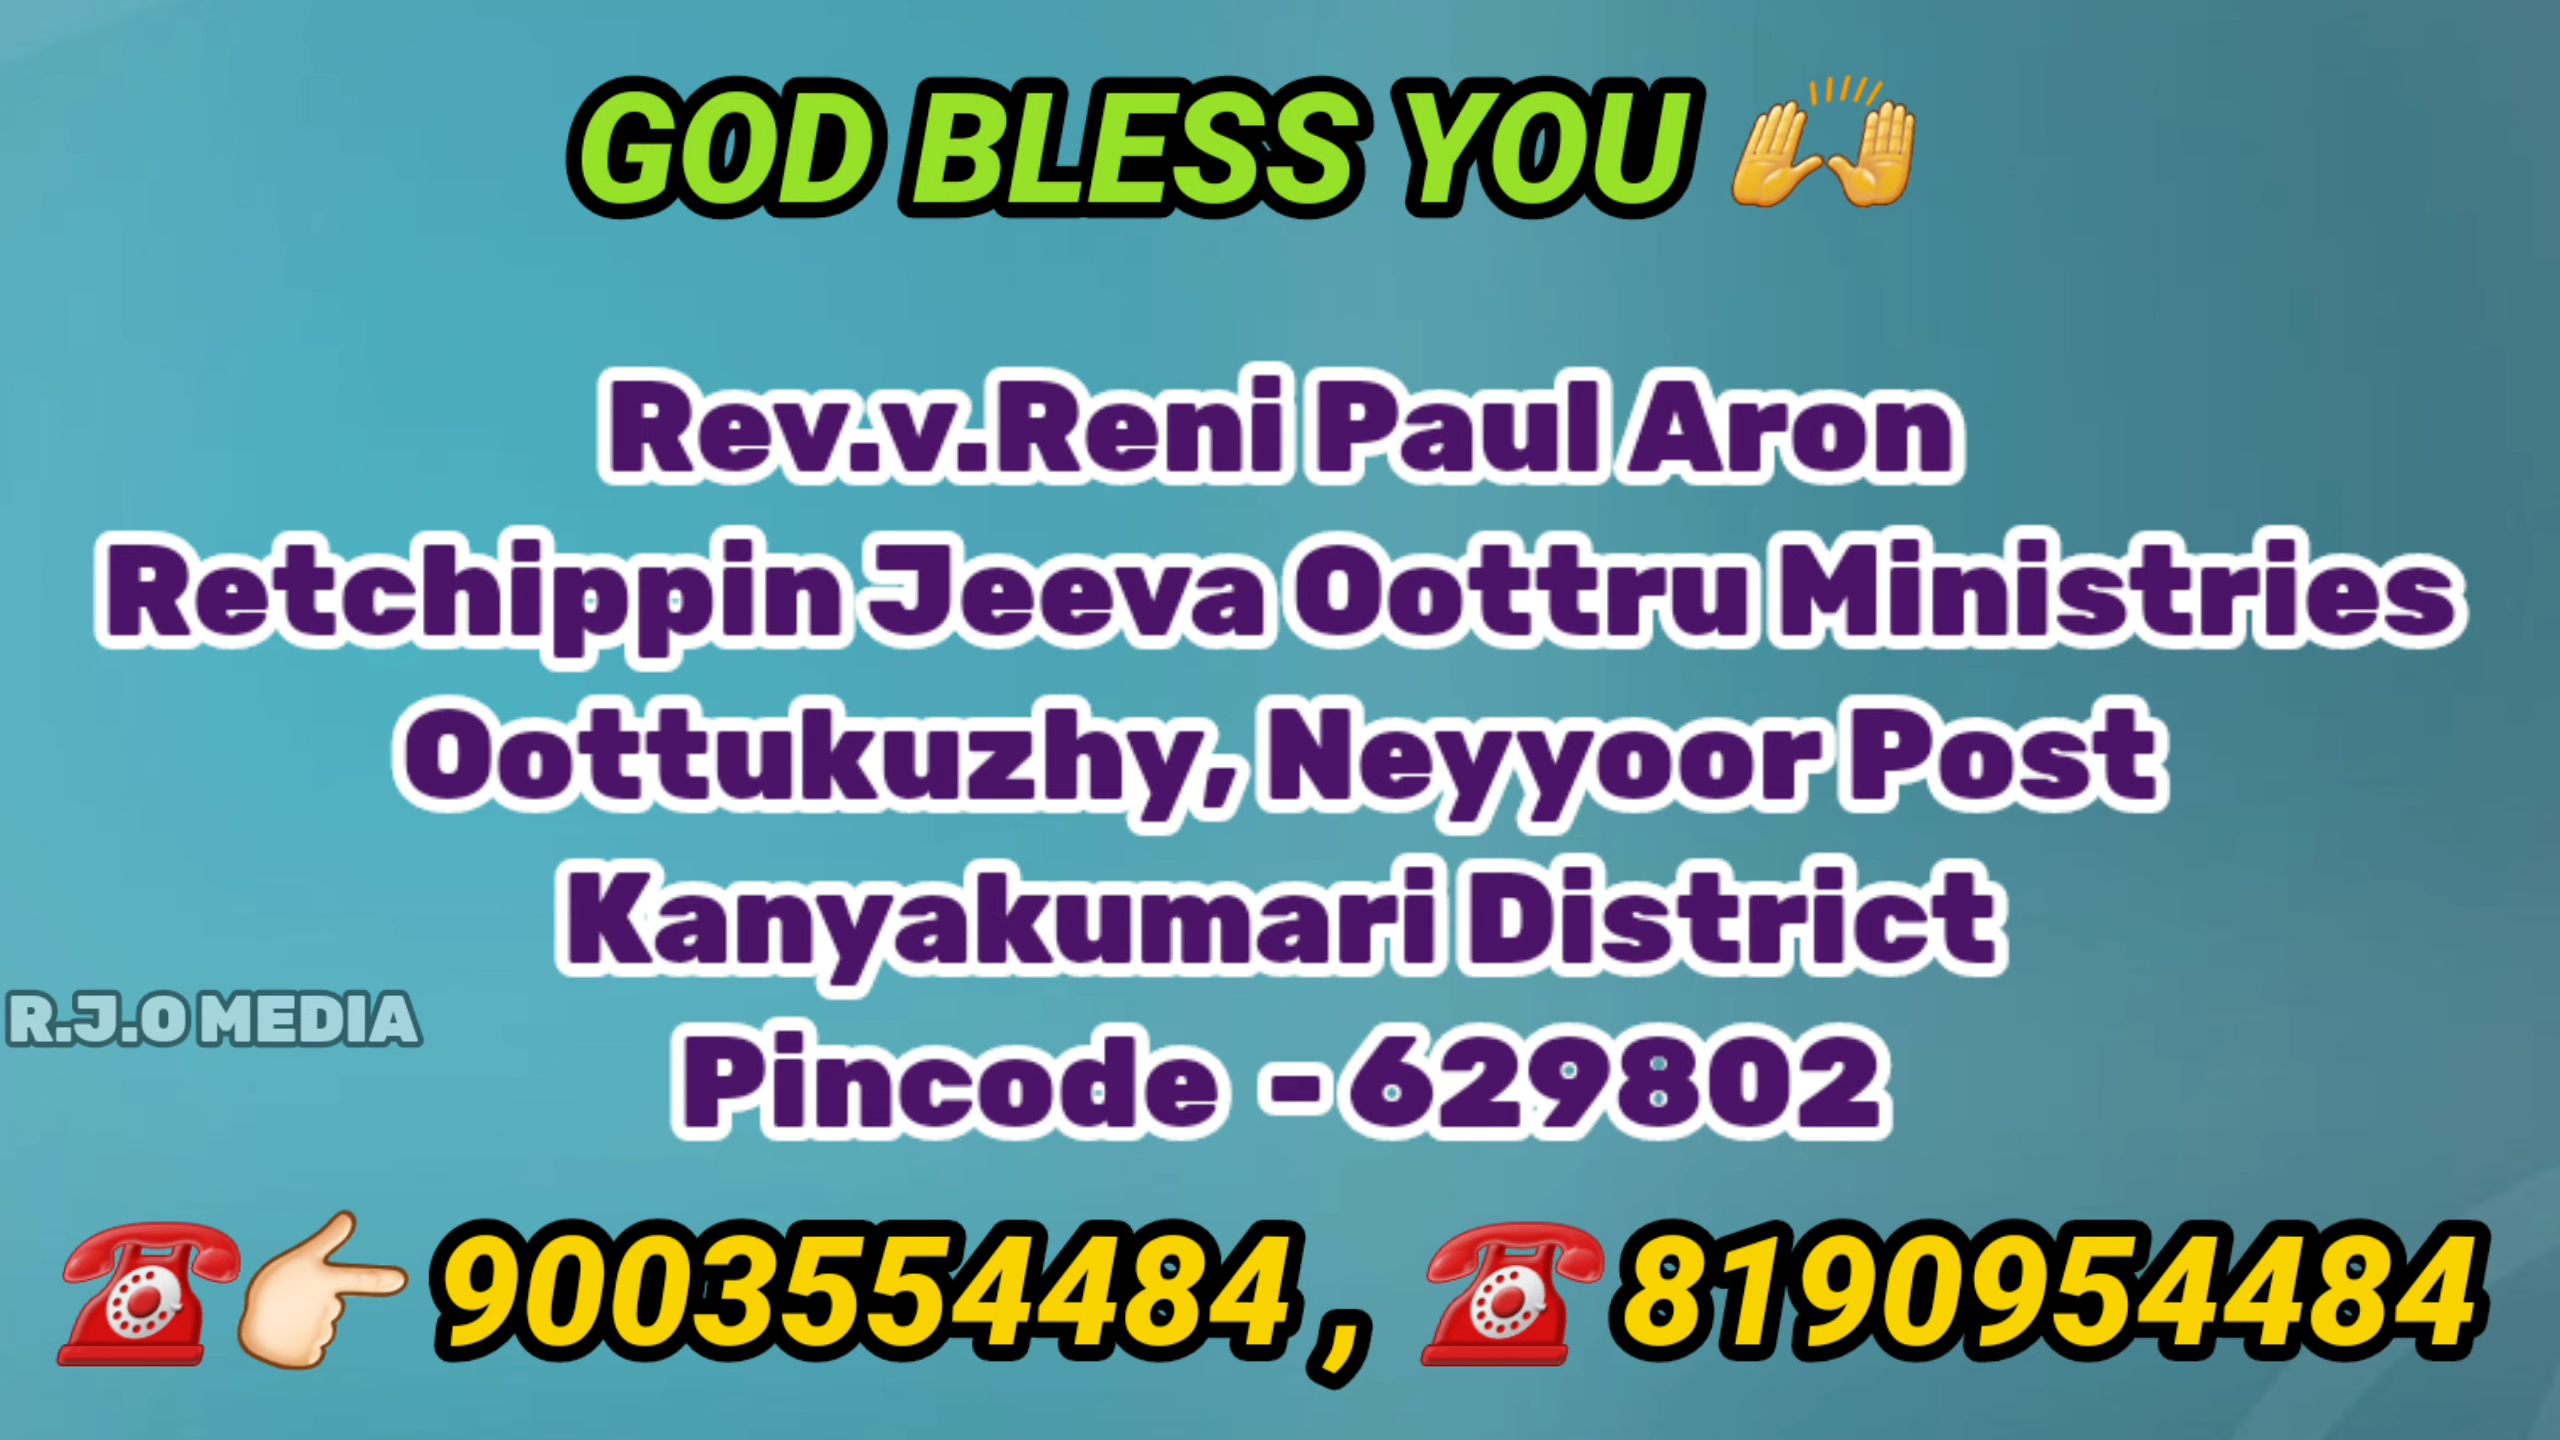 GOD BLESS YOU 🙌
Rev.v.Reni Paul Aron
Retchippin Jeeva Oottru Ministries
Oottukuzhy, Neyyoor Post
Kanyakumari District
R.J.O MEDIA
Pincode -629802
☎️👉🏻 9003554484, ☎️8190954484